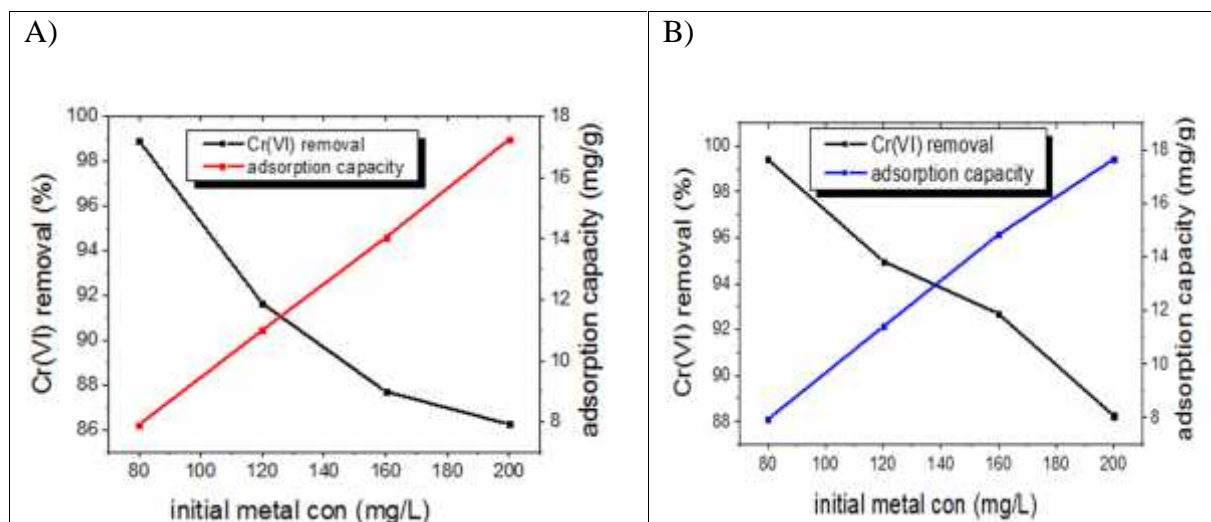 A)
Cr(VI) removal
adsorption capacity
Cr(VI) removal (%)
100
98
96
94
92
90
88
86
18
16
14
12
10
8
adsorption capacity (mg/g)
80 100 120 140 160 180 200
initial metal con (mg/L)
B)
Cr(VI) removal
adsorption capacity
Cr(VI) removal (%)
100
98
96
94
92
90
88
18
16
14
12
10
8
adsorption capacity (mg/g)
80 100 120 140 160 180 200
initial metal con (mg/L)